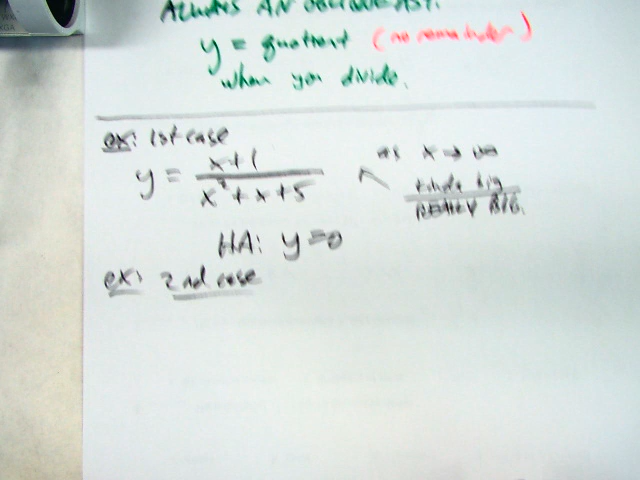 ALWAYS AN OBLIQUE AST.
y = quotient (no remainder)
when you divide.
ex: 1st case
y = x+1 / x²+x+5
as x → ∞
kinda big
REALLY BIG.
HA: y=0
ex: 2nd case